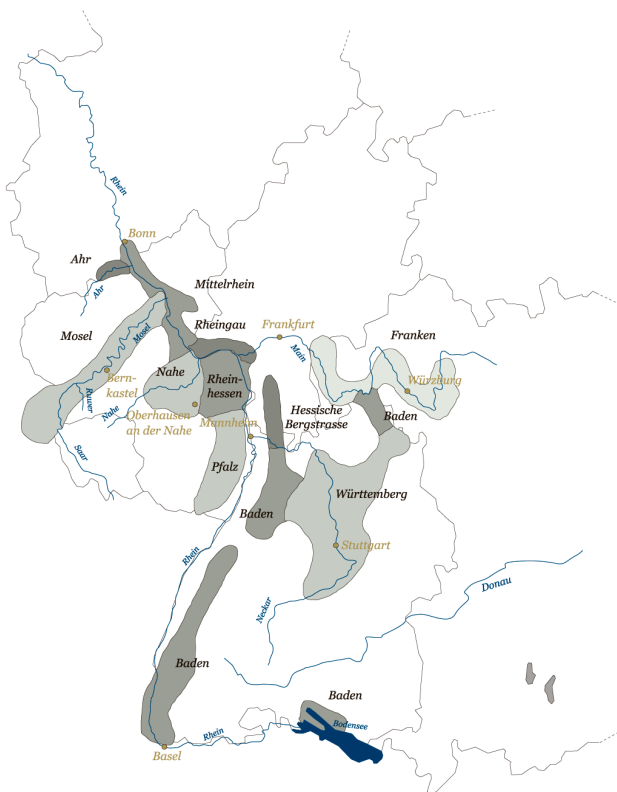 Rhein
Bonn
Ahr
Ahr
Mittelrhein
Mosel
Mosel
Rheingau
Frankfurt
Main
Franken
Nahe
Bern-
kastel
Ruwer
Rhein-
hessen
Würzburg
Nahe
Oberhausen
an der Nahe
Mannheim
Hessische
Bergstrasse
Baden
Saar
Pfalz
Württemberg
Baden
Stuttgart
Rhein
Neckar
Donau
Baden
Baden
Bodensee
Rhein
Basel